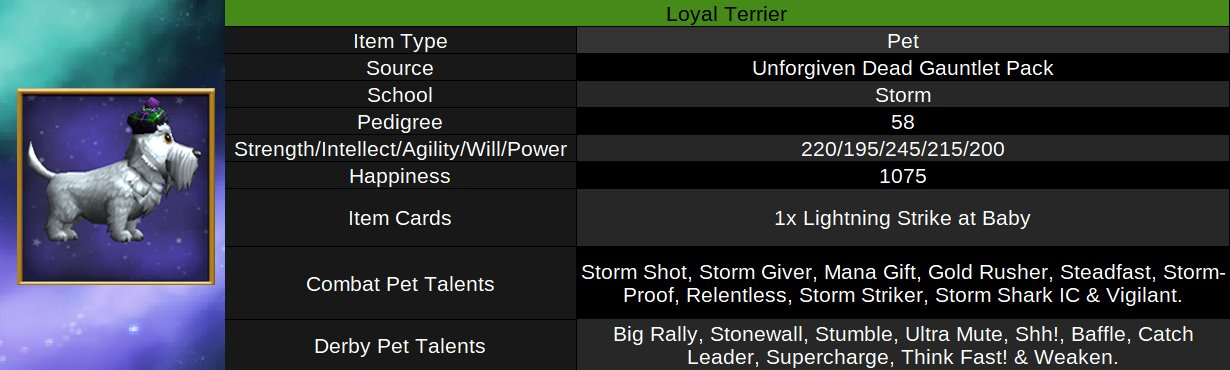 Loyal Terrier
Item Type Pet
Source Unforgiven Dead Gauntlet Pack
School Storm
Pedigree 58
Strength/Intellect/Agility/Will/Power 220/195/245/215/200
Happiness 1075
Item Cards 1x Lightning Strike at Baby
Combat Pet Talents Storm Shot, Storm Giver, Mana Gift, Gold Rusher, Steadfast, Storm-
Proof, Relentless, Storm Striker, Storm Shark IC & Vigilant.
Derby Pet Talents Big Rally, Stonewall, Stumble, Ultra Mute, Shh!, Baffle, Catch
Leader, Supercharge, Think Fast! & Weaken.